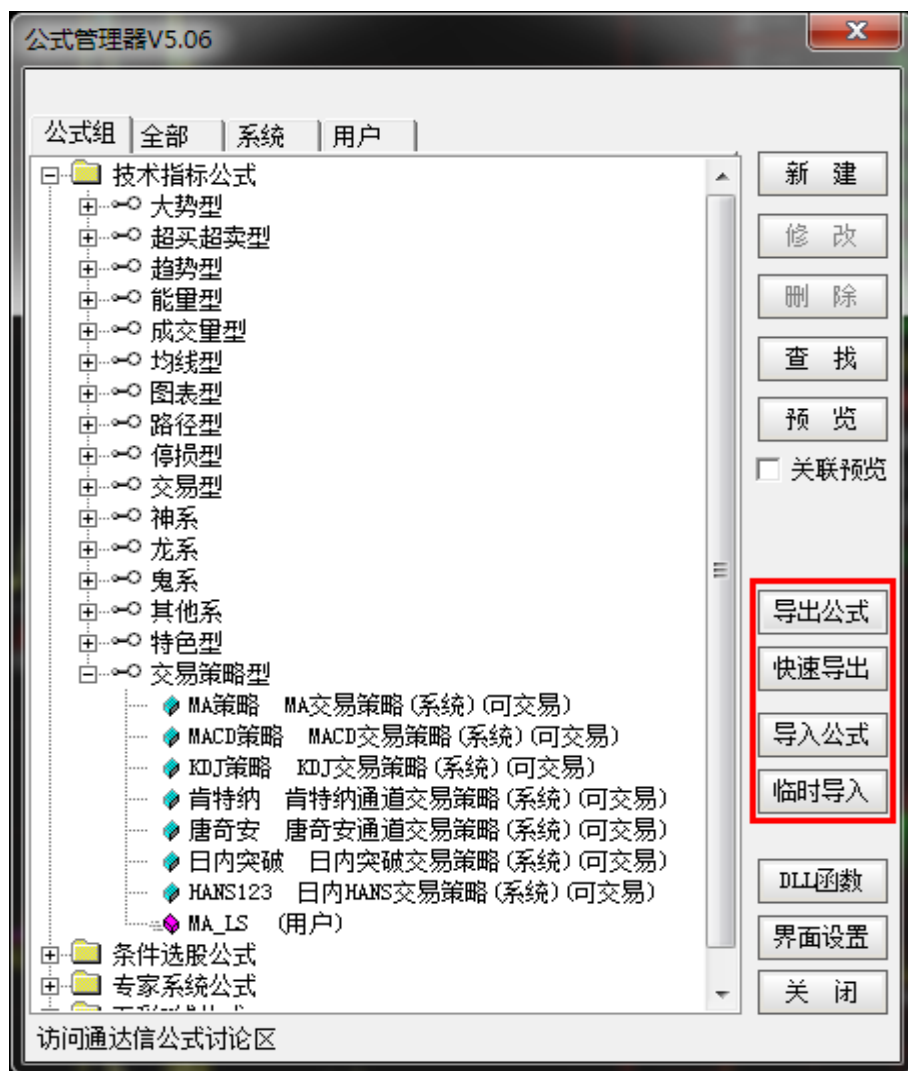 公式管理器V5.06
公式组 全部 系统 用户
技术指标公式
大势型
超买超卖型
趋势型
能量型
成交量型
均线型
图表型
路径型
停损型
交易型
神系
龙系
鬼系
其他系
特色型
交易策略型
MA策略 MA交易策略(系统)(可交易)
MACD策略 MACD交易策略(系统)(可交易)
KDJ策略 KDJ交易策略(系统)(可交易)
肯特纳 肯特纳通道交易策略(系统)(可交易)
唐奇安 唐奇安通道交易策略(系统)(可交易)
日内突破 日内突破交易策略(系统)(可交易)
HANS123 日内HANS交易策略(系统)(可交易)
MA_LS (用户)
条件选股公式
专家系统公式
新 建
修 改
删 除
查 找
预 览
关联预览
导出公式
快速导出
导入公式
临时导入
DLL函数
界面设置
关 闭
访问通达信公式讨论区